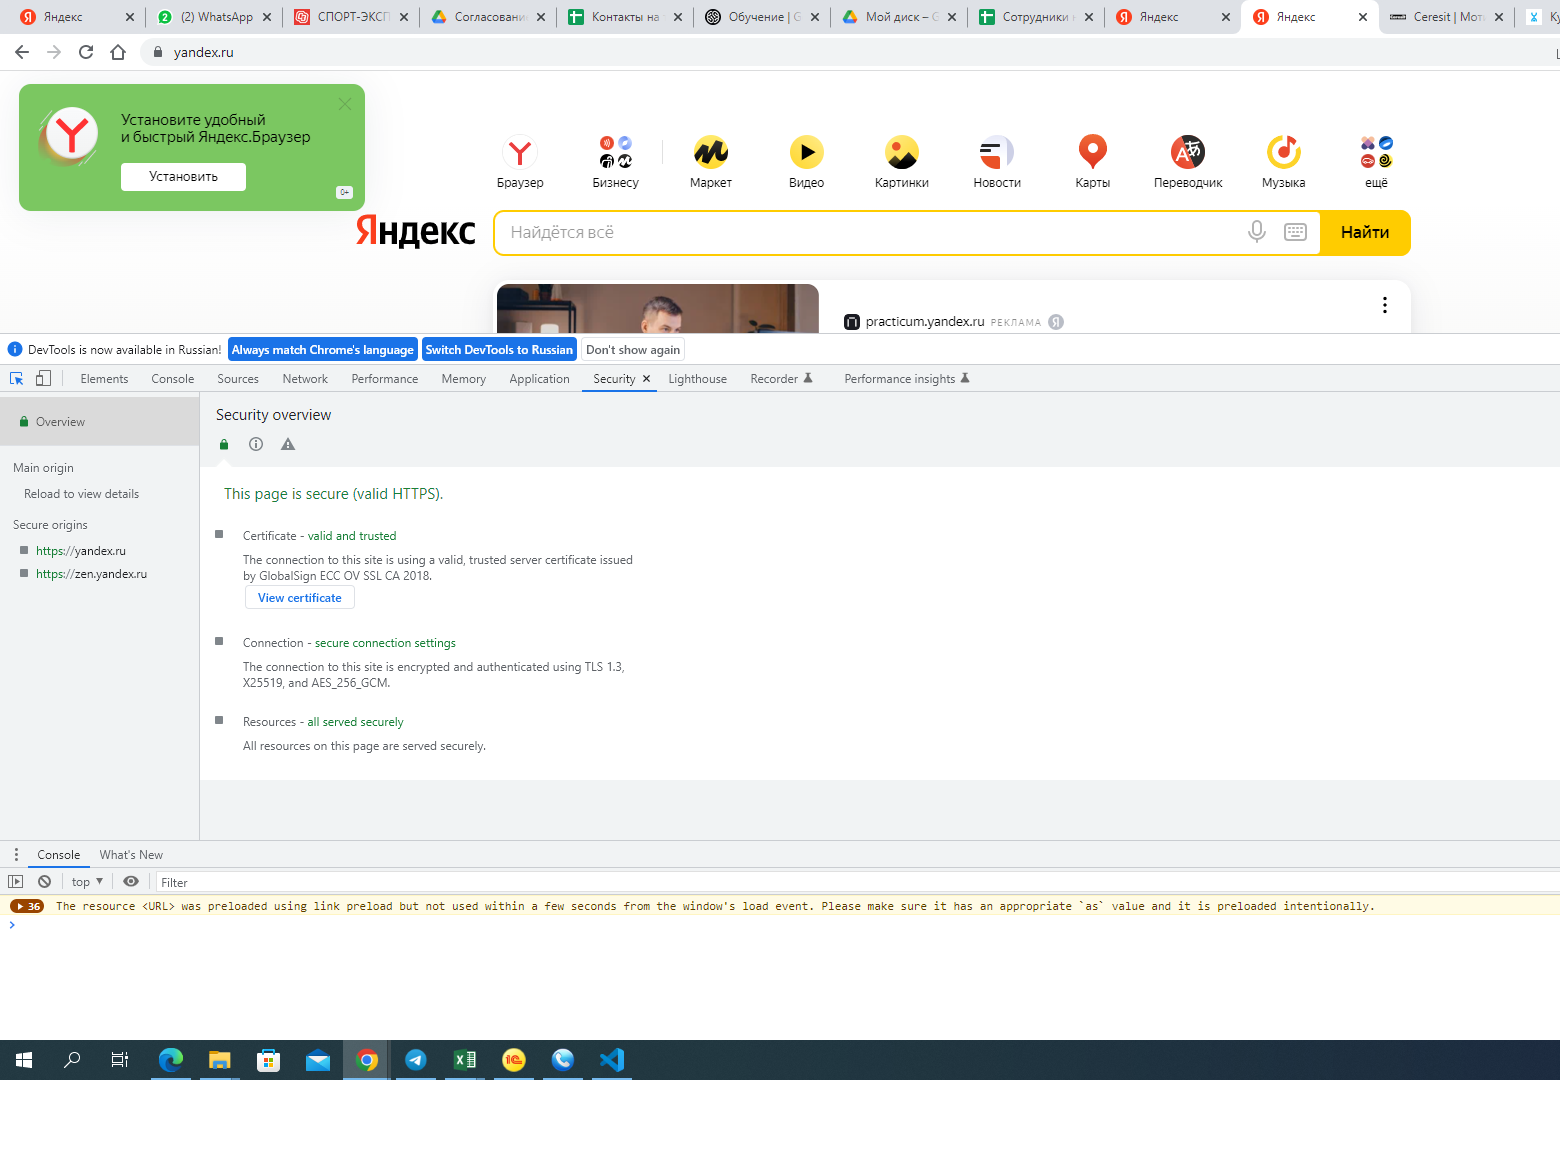 Яндекс
(2) WhatsApp
СПОРТ-ЭКСП
Согласовани
Контакты на
Обучение | G
Мой диск – G
Сотрудники
Яндекс
Яндекс
Ceresit | Мот
yandex.ru
Установите удобный
и быстрый Яндекс.Браузер
Установить
0+
Браузер
Бизнесу
Маркет
Видео
Картинки
Новости
Карты
Переводчик
Музыка
ещё
Яндекс
Найдётся всё
Найти
practicum.yandex.ru РЕКЛАМА
DevTools is now available in Russian!
Always match Chrome's language
Switch DevTools to Russian
Don't show again
Elements
Console
Sources
Network
Performance
Memory
Application
Security
Lighthouse
Recorder
Performance insights
Overview
Main origin
Reload to view details
Secure origins
https://yandex.ru
https://zen.yandex.ru
Security overview
This page is secure (valid HTTPS).
Certificate - valid and trusted
The connection to this site is using a valid, trusted server certificate issued
by GlobalSign ECC OV SSL CA 2018.
View certificate
Connection - secure connection settings
The connection to this site is encrypted and authenticated using TLS 1.3,
X25519, and AES_256_GCM.
Resources - all served securely
All resources on this page are served securely.
Console
What's New
top
Filter
36
The resource <URL> was preloaded using link preload but not used within a few seconds from the window's load event. Please make sure it has an appropriate `as` value and it is preloaded intentionally.